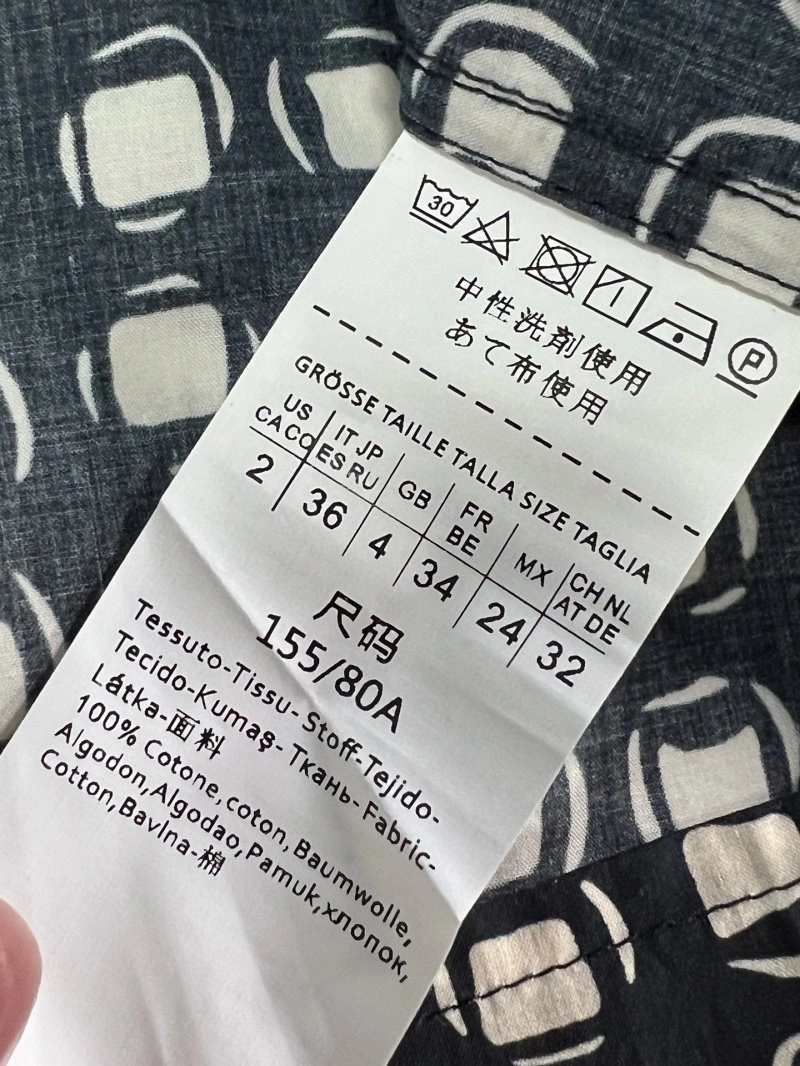 30
P
中性洗剤使用
あて布使用
GRÖSSE TAILLE TALLA SIZE TAGLIA
US
CA CO
IT JP
ES RU
GB
FR
BE
MX
CH NL
AT DE
2
36
4
34
24
32
尺码
155/80A
Tessuto-Tissu-Stoff-Tejido-
Tecido-Kumaş-Ткань-Fabric-
Látka-面料
100% Cotone,coton,Baumwolle,
Algodon,Algodao,Pamuk,хлопок,
Cotton,Bavlna-棉